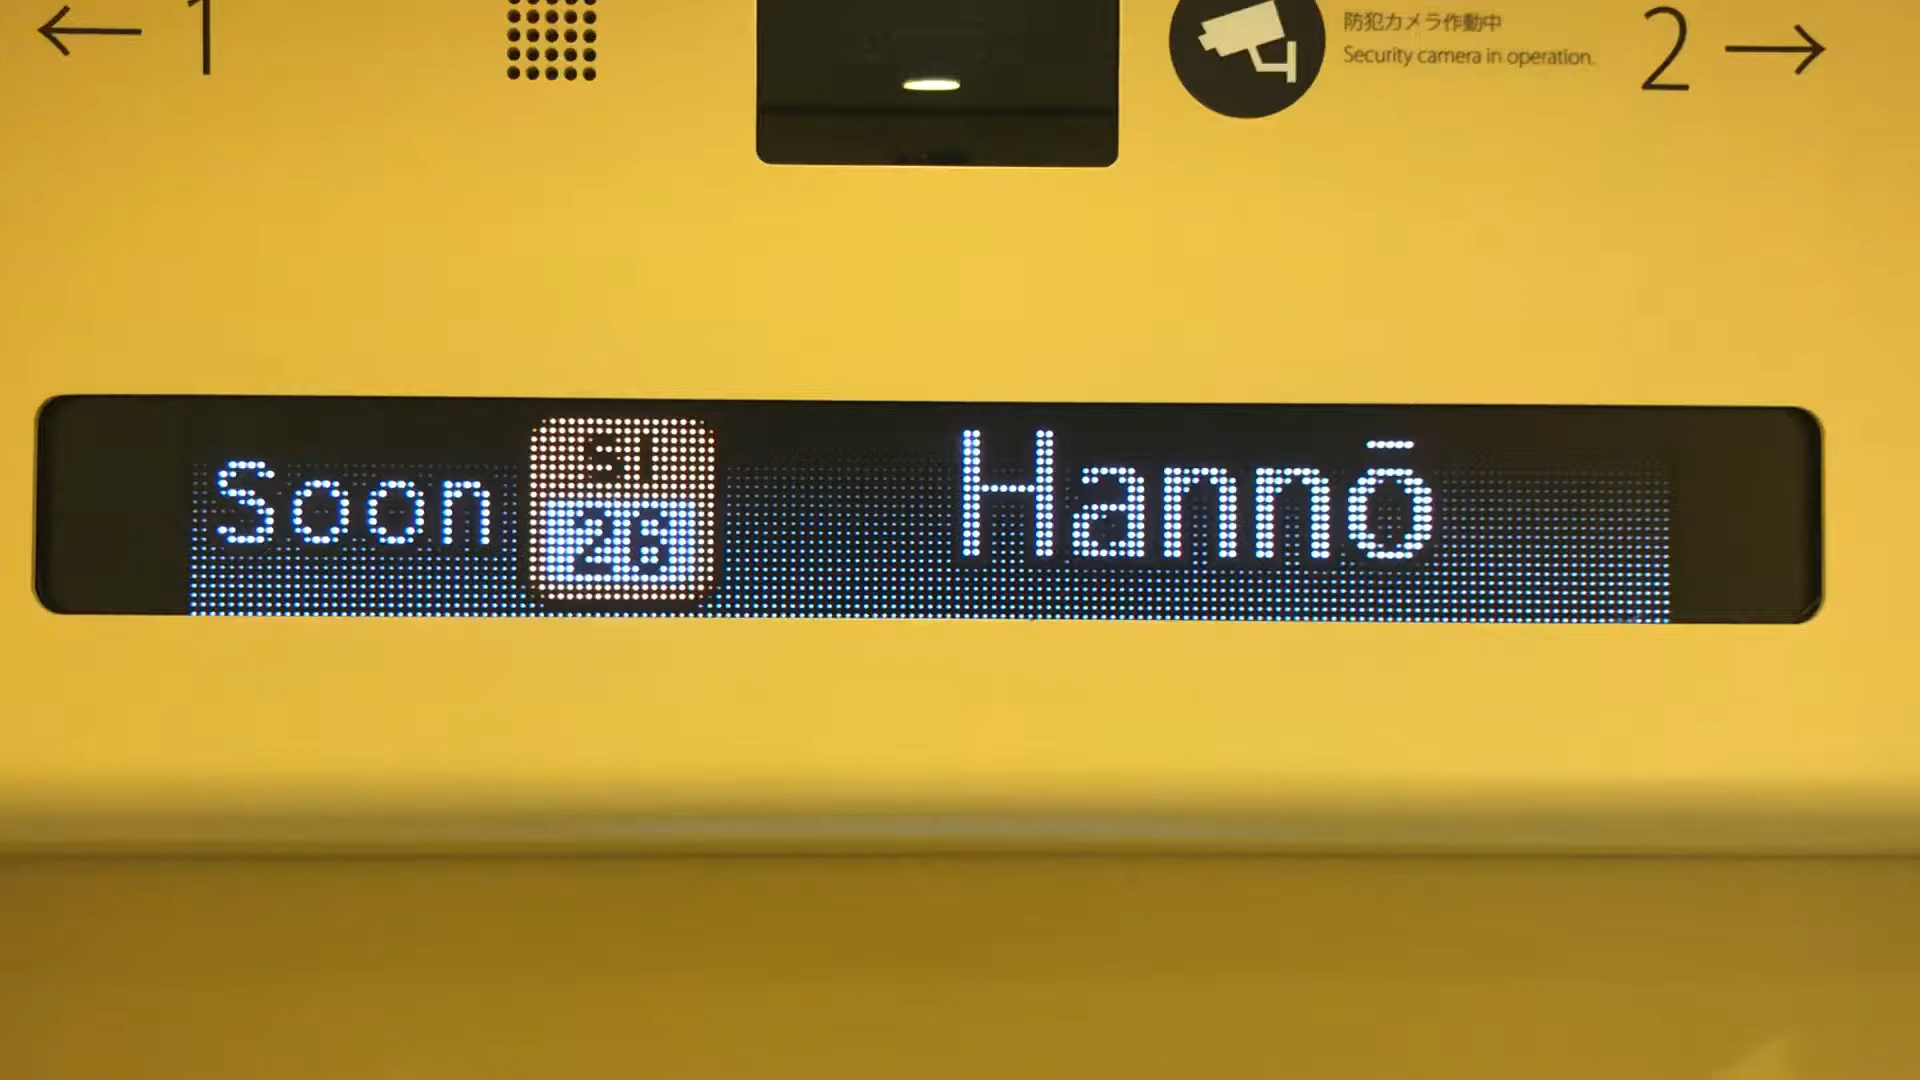 ← 1
防犯カメラ作動中
Security camera in operation.
2 →
Soon
SI
26
Hannō